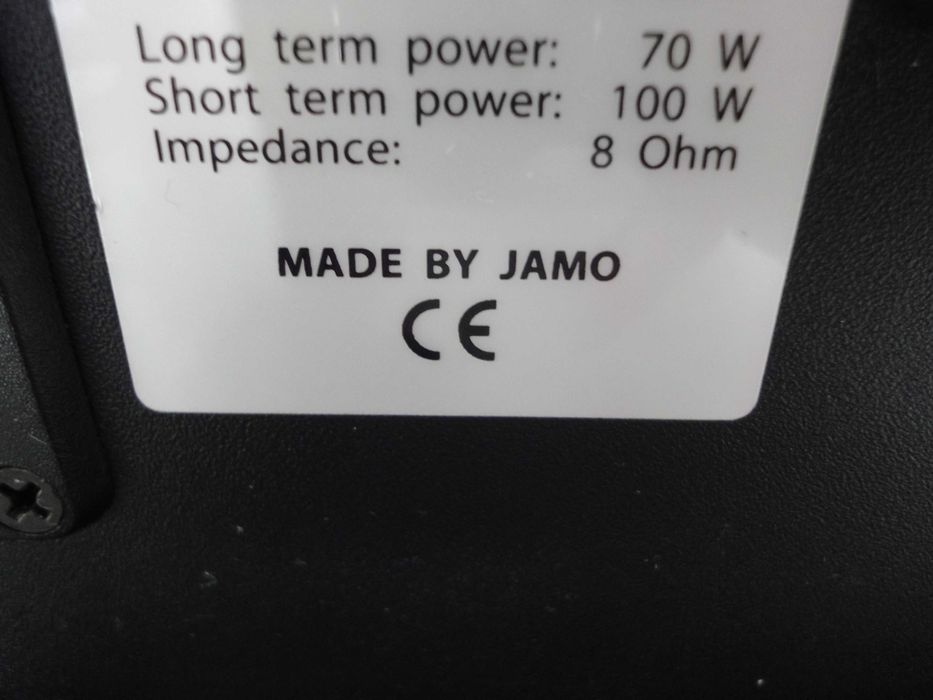 Long term power: 70 W
Short term power: 100 W
Impedance: 8 Ohm
MADE BY JAMO
CE